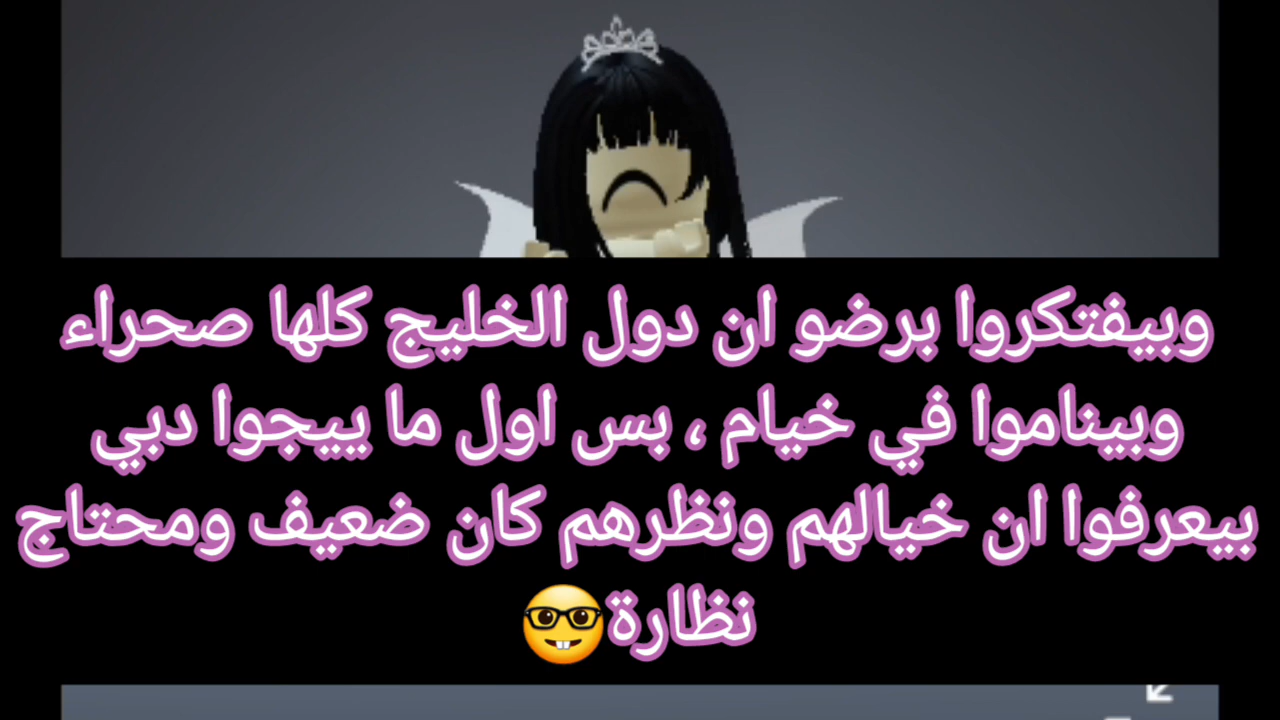 وبيفتكروا برضو ان دول الخليج كلها صحراء
وبيناموا في خيام ، بس اول ما ييجوا دبي
بيعرفوا ان خيالهم ونظرهم كان ضعيف ومحتاج
نظارة🤓